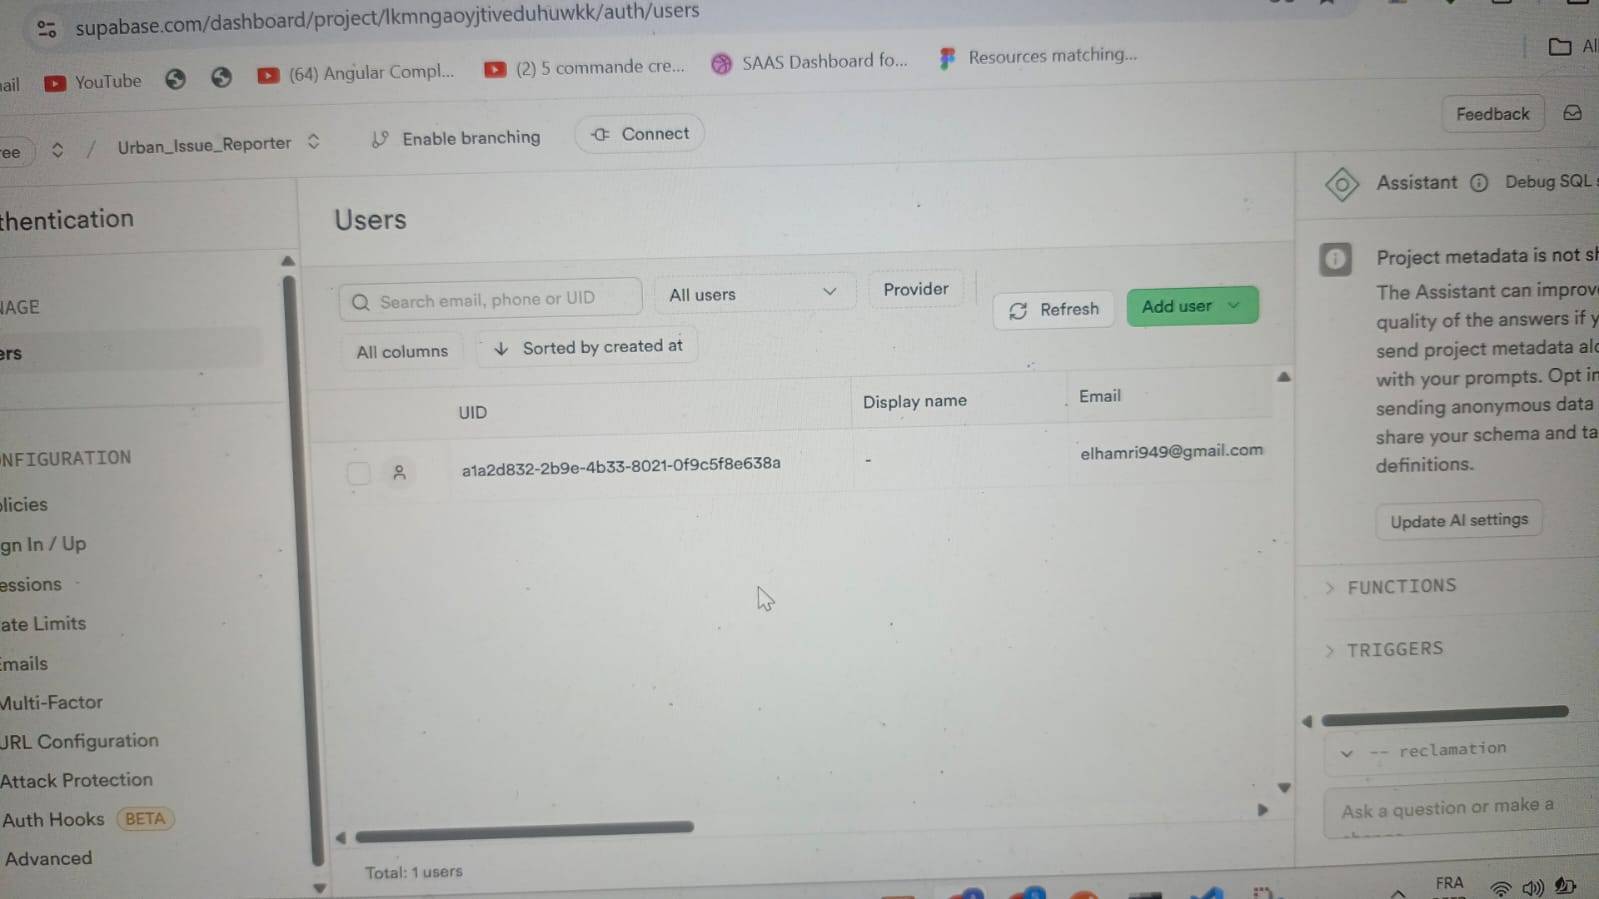 supabase.com/dashboard/project/lkmngaoyjtiveduhuwkk/auth/users
ail YouTube (64) Angular Compl... (2) 5 commande cre... SAAS Dashboard fo... Resources matching... Al
ree / Urban_Issue_Reporter Enable branching Connect Feedback
thentication
Users
Assistant Debug SQL
NAGE
ers
Search email, phone or UID All users Provider Refresh Add user
All columns Sorted by created at
UID Display name Email
a1a2d832-2b9e-4b33-8021-0f9c5f8e638a - elhamri949@gmail.com
ONFIGURATION
olicies
gn In / Up
essions
ate Limits
Emails
Multi-Factor
URL Configuration
Attack Protection
Auth Hooks BETA
Advanced
Total: 1 users
Project metadata is not sh
The Assistant can improve
quality of the answers if y
send project metadata alo
with your prompts. Opt in
sending anonymous data
share your schema and ta
definitions.
Update AI settings
FUNCTIONS
TRIGGERS
-- reclamation
Ask a question or make a
FRA